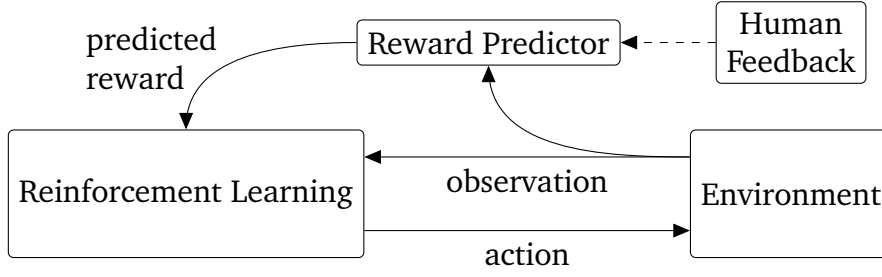 predicted
reward
Reward Predictor
Human
Feedback
Reinforcement Learning
observation
action
Environment